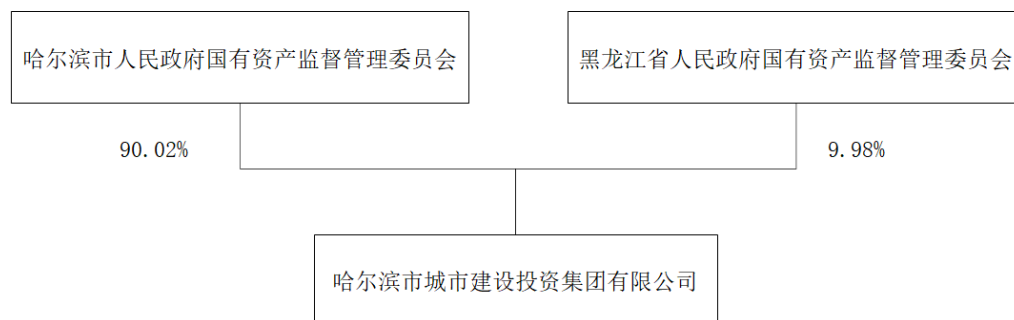 哈尔滨市人民政府国有资产监督管理委员会
黑龙江省人民政府国有资产监督管理委员会
90.02%
9.98%
哈尔滨市城市建设投资集团有限公司